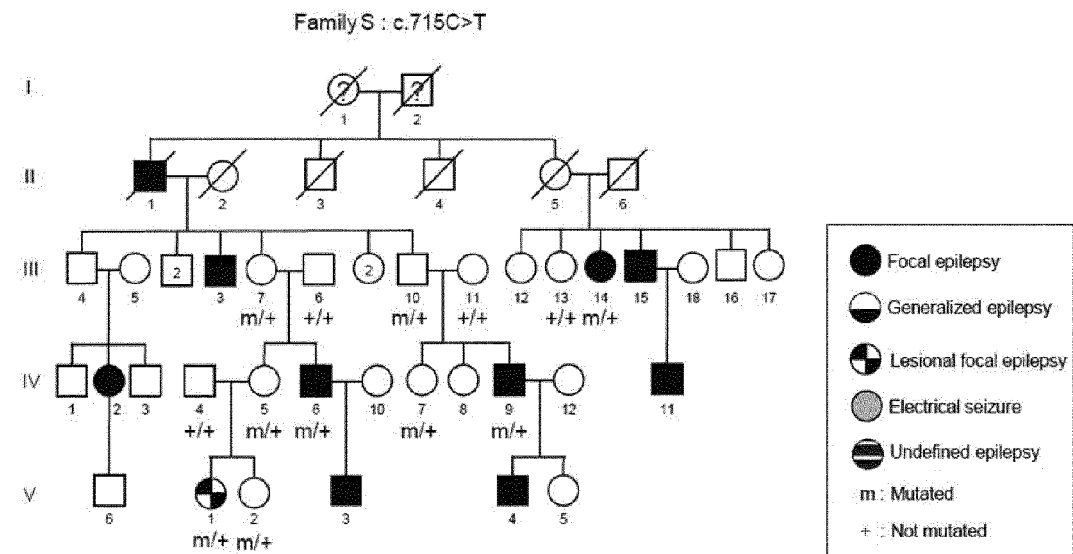 Family S : c.715C>T
I
? ?
1 2
II
1 2 3 4 5 6
III
2 2
4 5 3 7 6 10 11 12 13 14 15 18 16 17
m/+ +/+ m/+ +/+ +/+ m/+
IV
1 2 3 4 5 6 10 7 8 9 12 11
+/+ m/+ m/+ m/+ m/+
V
6 1 2 3 4 5
m/+ m/+
Focal epilepsy
Generalized epilepsy
Lesional focal epilepsy
Electrical seizure
Undefined epilepsy
m : Mutated
+ : Not mutated